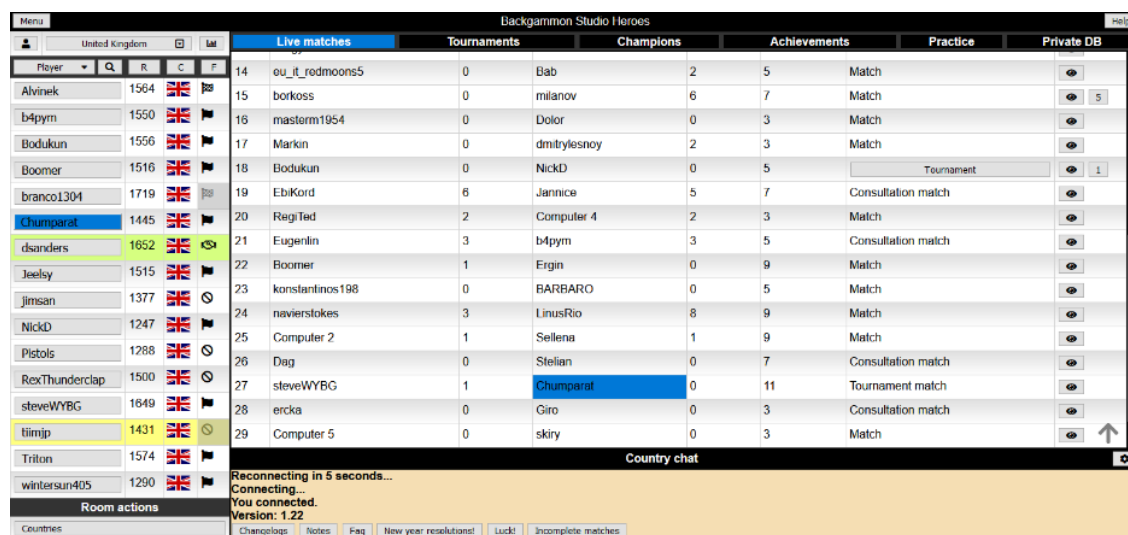 Menu Backgammon Studio Heroes Help
United Kingdom Live matches Tournaments Champions Achievements Practice Private DB
Player R C F
Alvinek 1564
b4pym 1550
Bodukun 1556
Boomer 1516
branco1304 1719
Chumparat 1445
dsanders 1652
Jeelsy 1515
jimsan 1377
NickD 1247
Pistols 1288
RexThunderclap 1500
steveWYBG 1649
tiimjp 1431
Triton 1574
wintersun405 1290
Room actions
Countries
14 eu_it_redmoons5 0 Bab 2 5 Match
15 borkoss 0 milanov 6 7 Match 5
16 masterm1954 0 Dolor 0 3 Match
17 Markin 0 dmitrylesnoy 2 3 Match
18 Bodukun 0 NickD 0 5 Tournament 1
19 EbiKord 6 Jannice 5 7 Consultation match
20 RegiTed 2 Computer 4 2 3 Match
21 Eugenlin 3 b4pym 3 5 Consultation match
22 Boomer 1 Ergin 0 9 Match
23 konstantinos198 0 BARBARO 0 5 Match
24 navierstokes 3 LinusRio 8 9 Match
25 Computer 2 1 Sellena 1 9 Match
26 Dag 0 Stelian 0 7 Consultation match
27 steveWYBG 1 Chumparat 0 11 Tournament match
28 ercka 0 Giro 0 3 Consultation match
29 Computer 5 0 skiry 0 3 Match
Country chat
Reconnecting in 5 seconds...
Connecting...
You connected.
Version: 1.22
Changelogs Notes Faq New year resolutions! Luck! Incomplete matches